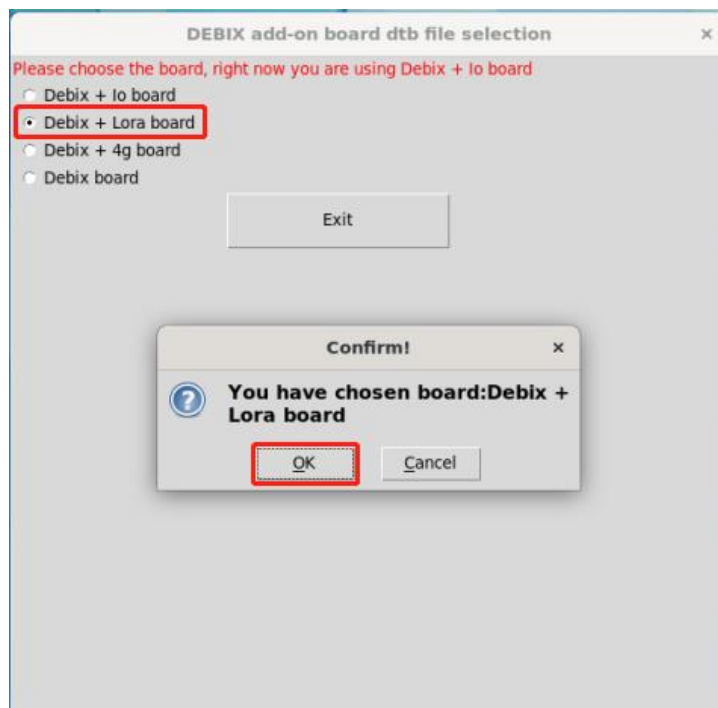 DEBIX add-on board dtb file selection ×
Please choose the board, right now you are using Debix + Io board
Debix + Io board
Debix + Lora board
Debix + 4g board
Debix board
Exit
Confirm! ×
You have chosen board:Debix +
Lora board
OK Cancel